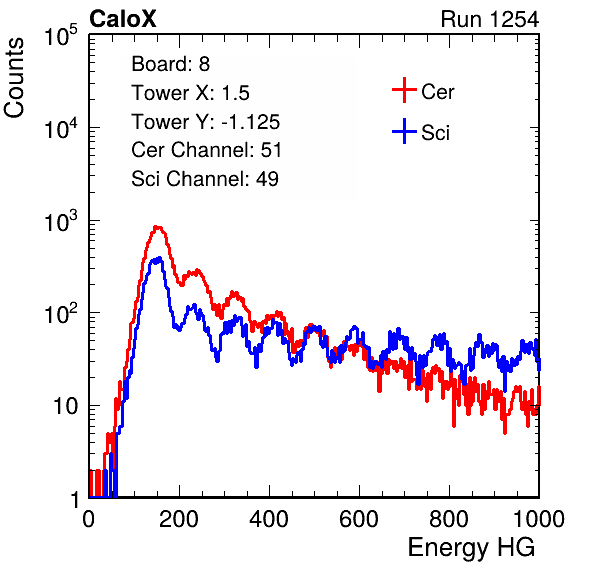 CaloX Run 1254
Counts
10^5
10^4
10^3
10^2
10
1
Board: 8
Tower X: 1.5
Tower Y: -1.125
Cer Channel: 51
Sci Channel: 49
Cer
Sci
0 200 400 600 800 1000
Energy HG